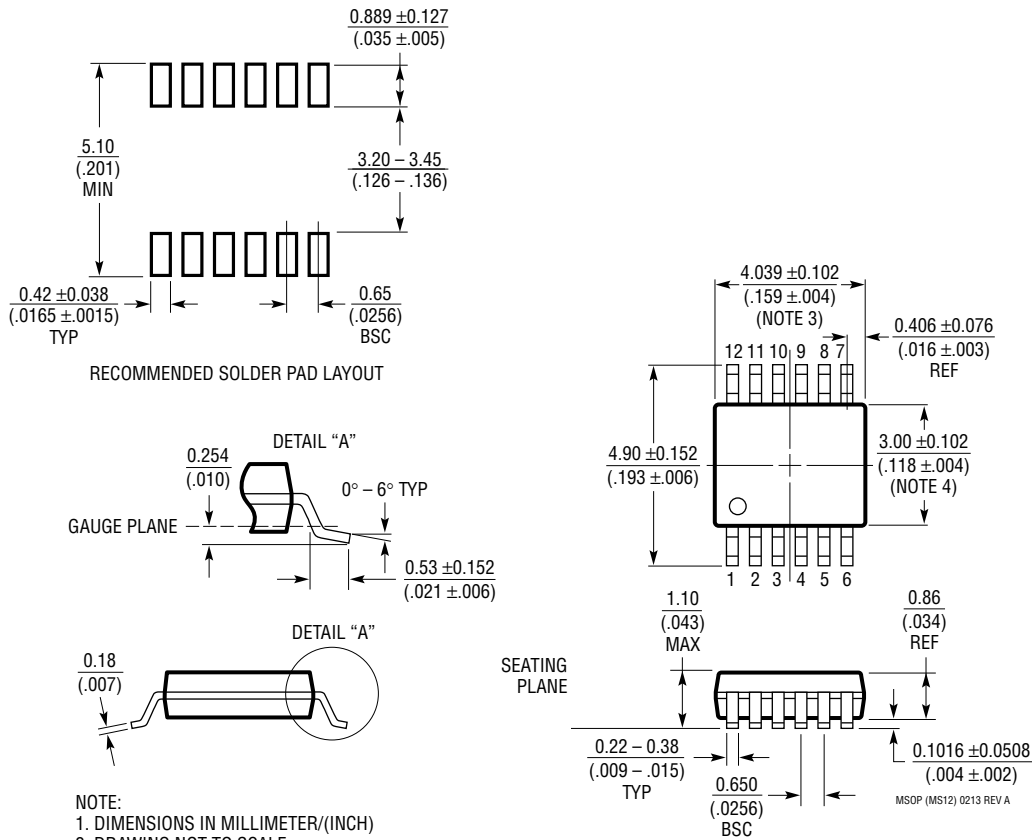 0.889 ±0.127
(.035 ±.005)
5.10
(.201)
MIN
3.20 – 3.45
(.126 – .136)
0.42 ±0.038
(.0165 ±.0015)
TYP
0.65
(.0256)
BSC
RECOMMENDED SOLDER PAD LAYOUT
4.039 ±0.102
(.159 ±.004)
(NOTE 3)
0.406 ±0.076
(.016 ±.003)
REF
12 11 10 9 8 7
4.90 ±0.152
(.193 ±.006)
3.00 ±0.102
(.118 ±.004)
(NOTE 4)
1 2 3 4 5 6
DETAIL “A”
0.254
(.010)
0° – 6° TYP
GAUGE PLANE
0.53 ±0.152
(.021 ±.006)
DETAIL “A”
0.18
(.007)
1.10
(.043)
MAX
0.86
(.034)
REF
SEATING
PLANE
0.22 – 0.38
(.009 – .015)
TYP
0.650
(.0256)
BSC
0.1016 ±0.0508
(.004 ±.002)
MSOP (MS12) 0213 REV A
NOTE:
1. DIMENSIONS IN MILLIMETER/(INCH)